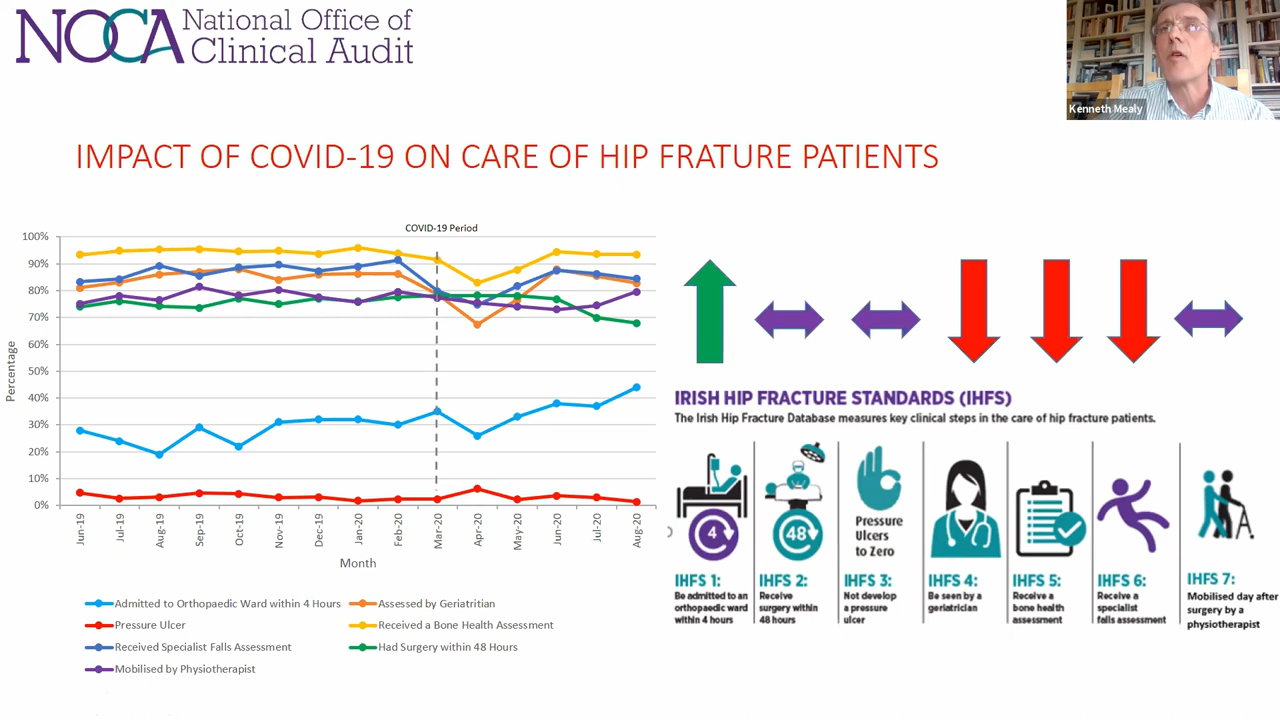 NOCA National Office of
Clinical Audit
Kenneth Mealy
IMPACT OF COVID-19 ON CARE OF HIP FRATURE PATIENTS
COVID-19 Period
100%
90%
80%
70%
60%
50%
40%
30%
20%
10%
0%
Percentage
Jun-19 Jul-19 Aug-19 Sep-19 Oct-19 Nov-19 Dec-19 Jan-20 Feb-20 Mar-20 Apr-20 May-20 Jun-20 Jul-20 Aug-20
Month
Admitted to Orthopaedic Ward within 4 Hours Assessed by Geriatritian
Pressure Ulcer Received a Bone Health Assessment
Received Specialist Falls Assessment Had Surgery within 48 Hours
Mobilised by Physiotherapist
IRISH HIP FRACTURE STANDARDS (IHFS)
The Irish Hip Fracture Database measures key clinical steps in the care of hip fracture patients.
4
48
Pressure
Ulcers
to Zero
IHFS 1:
Be admitted to an
orthopaedic ward
within 4 hours
IHFS 2:
Receive
surgery within
48 hours
IHFS 3:
Not develop
a pressure
ulcer
IHFS 4:
Be seen by a
geriatrician
IHFS 5:
Receive a
bone health
assessment
IHFS 6:
Receive a
specialist
falls assessment
IHFS 7:
Mobilised day after
surgery by a
physiotherapist